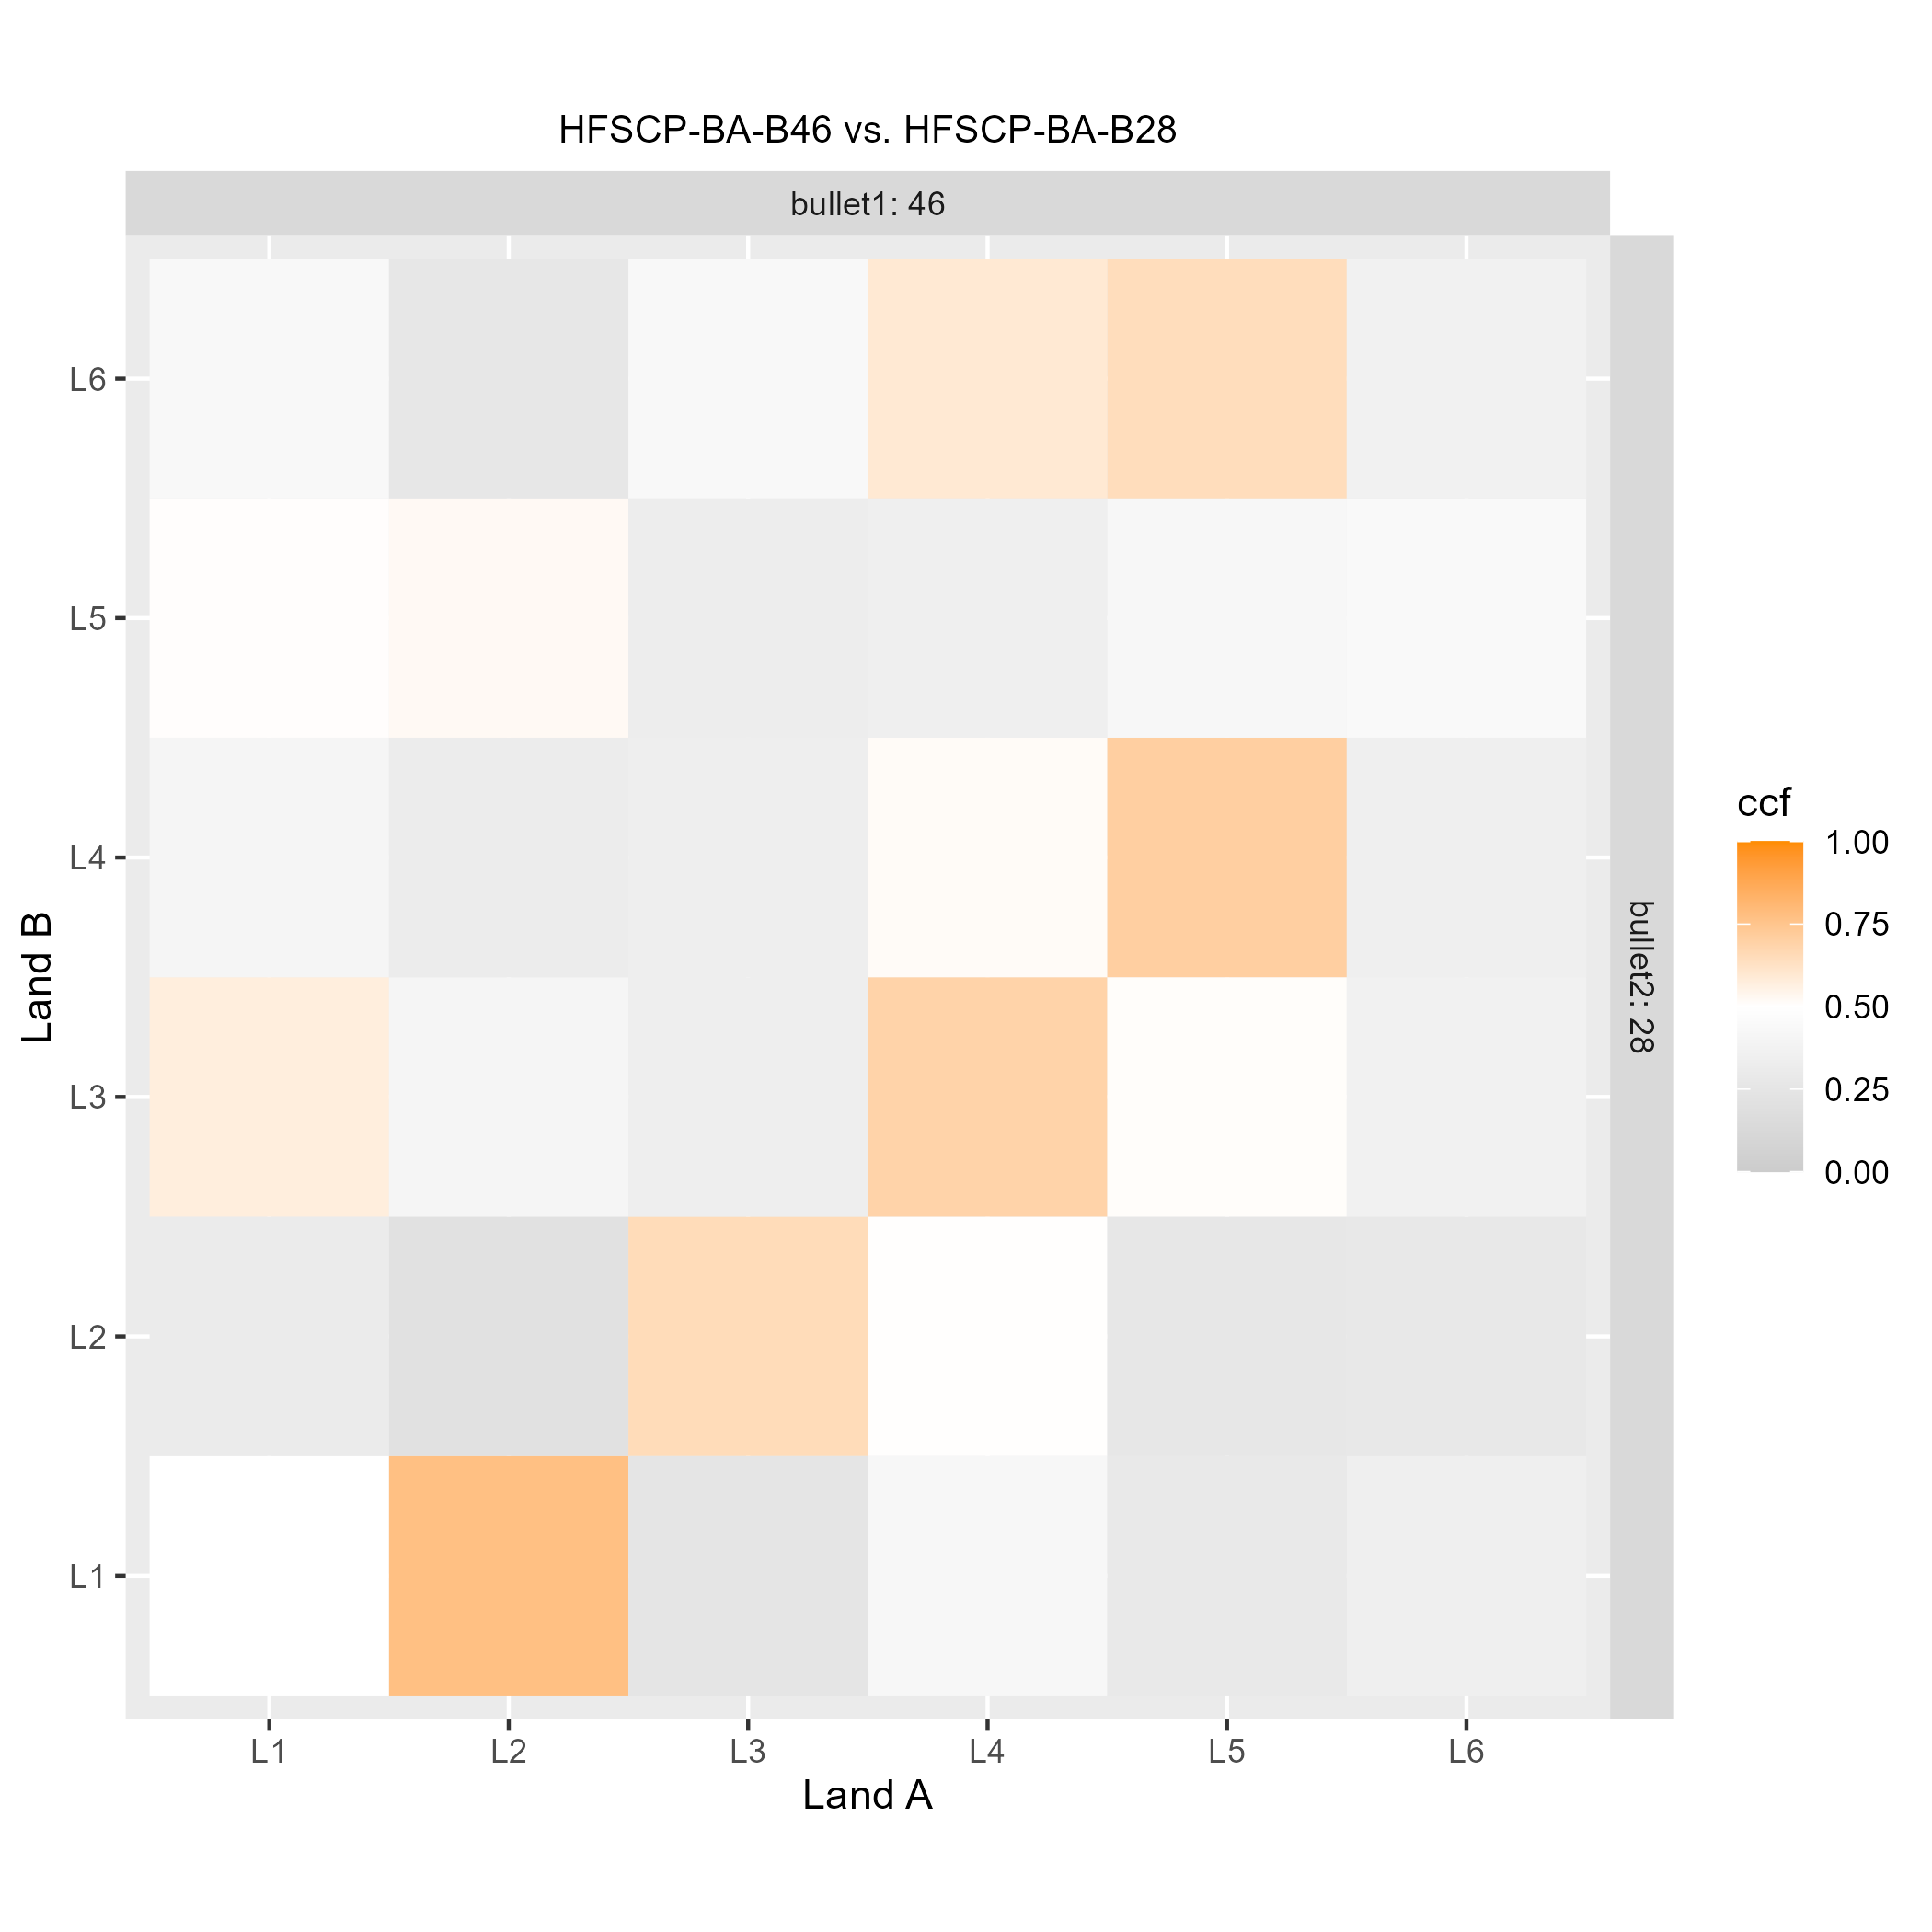 HFSCP-BA-B46 vs. HFSCP-BA-B28
bullet1: 46
L6
L5
L4
L3
L2
L1
Land B
bullet2: 28
L1 L2 L3 L4 L5 L6
Land A
ccf
1.00
0.75
0.50
0.25
0.00